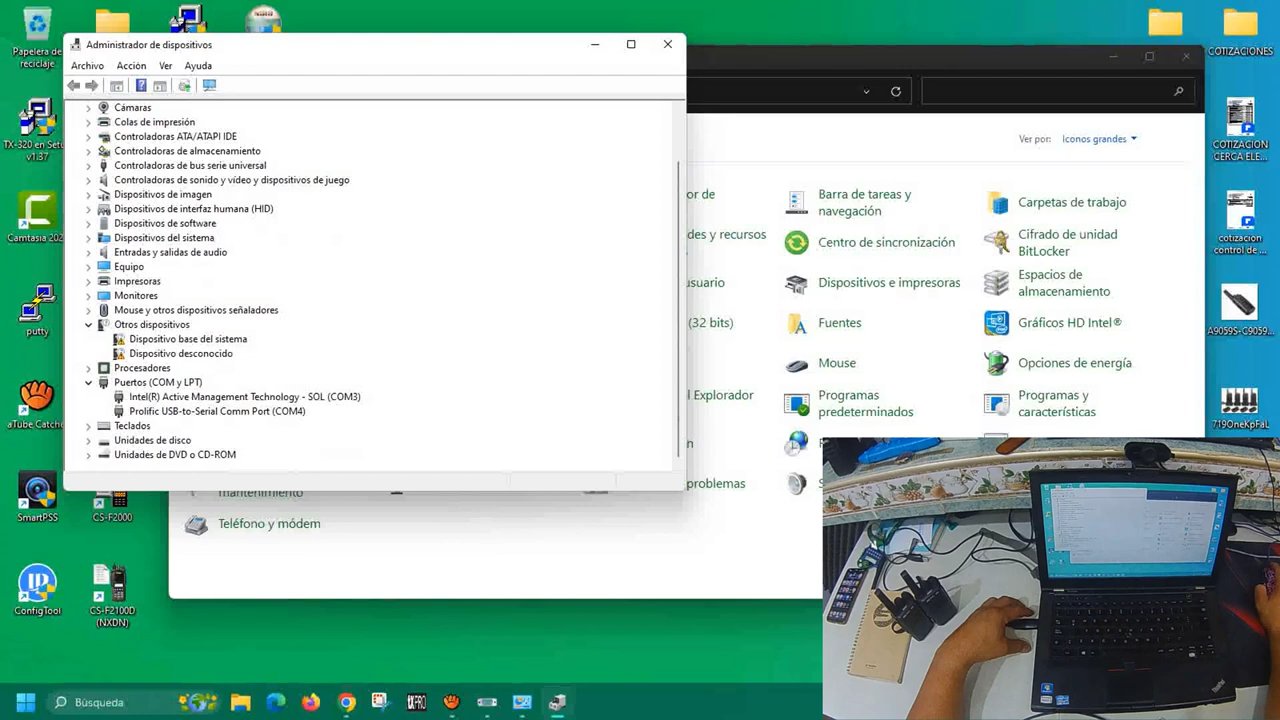 Papelera de
reciclaje
TX-320 en Setu
v1.37
Camtasia 202
putty
aTube Catche
SmartPSS
CS-F2000
ConfigTool
CS-F2100D
(NXDN)
Administrador de dispositivos
Archivo
Acción
Ver
Ayuda
Cámaras
Colas de impresión
Controladoras ATA/ATAPI IDE
Controladoras de almacenamiento
Controladoras de bus serie universal
Controladoras de sonido y vídeo y dispositivos de juego
Dispositivos de imagen
Dispositivos de interfaz humana (HID)
Dispositivos de software
Dispositivos del sistema
Entradas y salidas de audio
Equipo
Impresoras
Monitores
Mouse y otros dispositivos señaladores
Otros dispositivos
Dispositivo base del sistema
Dispositivo desconocido
Procesadores
Puertos (COM y LPT)
Intel(R) Active Management Technology - SOL (COM3)
Prolific USB-to-Serial Comm Port (COM4)
Teclados
Unidades de disco
Unidades de DVD o CD-ROM
Ver por:
Iconos grandes
or de
des y recursos
usuario
(32 bits)
l Explorador
n
problemas
mantenimiento
Teléfono y módem
Barra de tareas y
navegación
Centro de sincronización
Dispositivos e impresoras
Fuentes
Mouse
Programas
predeterminados
Carpetas de trabajo
Cifrado de unidad
BitLocker
Espacios de
almacenamiento
Gráficos HD Intel®
Opciones de energía
Programas y
características
COTIZACIONES
COTIZACION
CERCA ELE...
cotizacion
control de ...
A9059S-C9059...
719OneKpFaL
Búsqueda